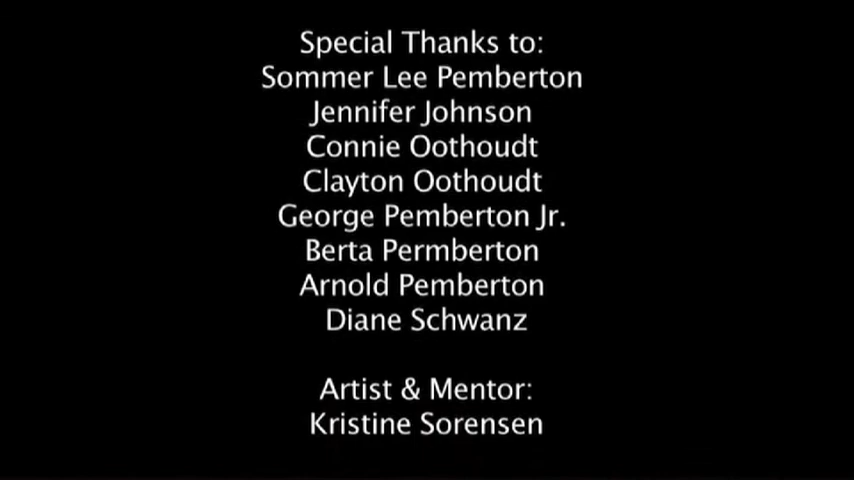 Special Thanks to:
Sommer Lee Pemberton
Jennifer Johnson
Connie Oothoudt
Clayton Oothoudt
George Pemberton Jr.
Berta Permberton
Arnold Pemberton
Diane Schwanz
Artist & Mentor:
Kristine Sorensen